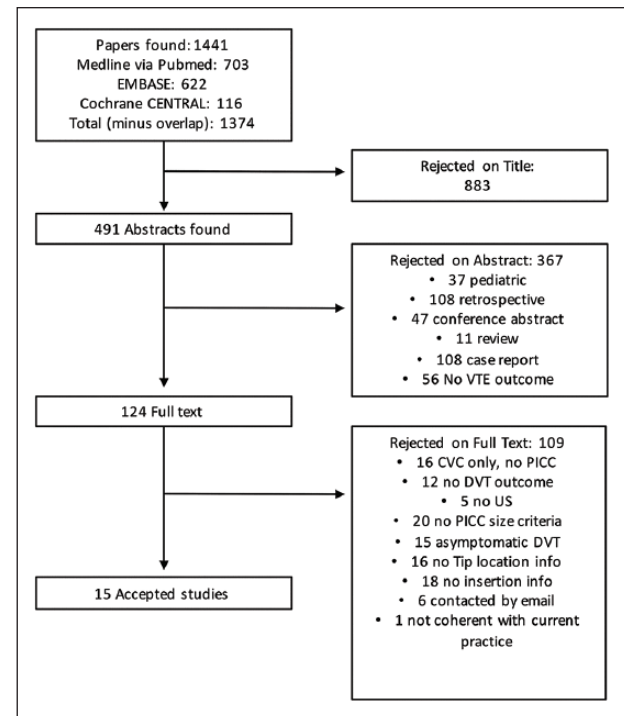 Papers found: 1441
Medline via Pubmed: 703
EMBASE: 622
Cochrane CENTRAL: 116
Total (minus overlap): 1374
Rejected on Title:
883
491 Abstracts found
Rejected on Abstract: 367
• 37 pediatric
• 108 retrospective
• 47 conference abstract
• 11 review
• 108 case report
• 56 No VTE outcome
124 Full text
Rejected on Full Text: 109
• 16 CVC only, no PICC
• 12 no DVT outcome
• 5 no US
• 20 no PICC size criteria
• 15 asymptomatic DVT
• 16 no Tip location info
• 18 no insertion info
• 6 contacted by email
• 1 not coherent with current
practice
15 Accepted studies